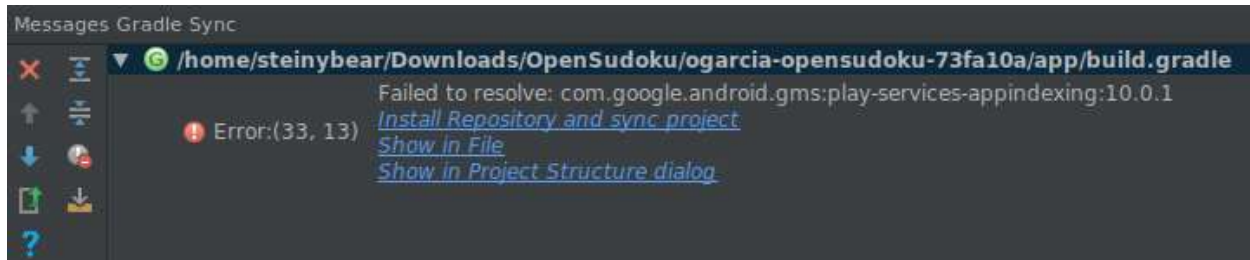 Messages Gradle Sync
/home/steinybear/Downloads/OpenSudoku/ogarcia-opensudoku-73fa10a/app/build.gradle
Failed to resolve: com.google.android.gms:play-services-appindexing:10.0.1
Error:(33, 13) Install Repository and sync project
Show in File
Show in Project Structure dialog